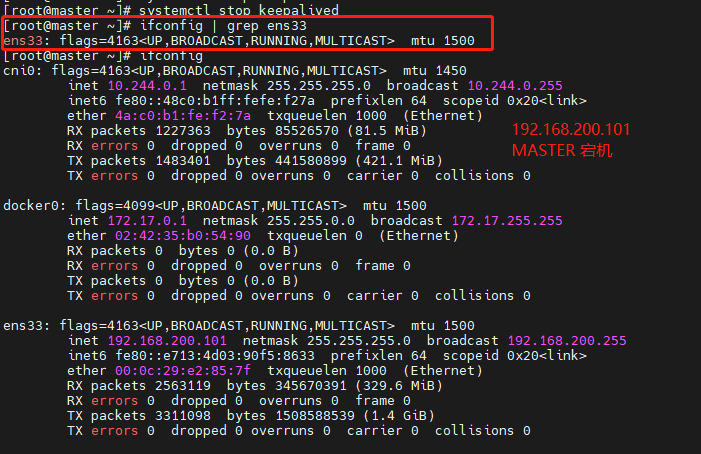 [root@master ~]# systemctl stop keepalived
[root@master ~]# ifconfig | grep ens33
ens33: flags=4163<UP,BROADCAST,RUNNING,MULTICAST>  mtu 1500
[root@master ~]# ifconfig
cni0: flags=4163<UP,BROADCAST,RUNNING,MULTICAST>  mtu 1450
        inet 10.244.0.1  netmask 255.255.255.0  broadcast 10.244.0.255
        inet6 fe80::48c0:b1ff:fefe:f27a  prefixlen 64  scopeid 0x20<link>
        ether 4a:c0:b1:fe:f2:7a  txqueuelen 1000  (Ethernet)
        RX packets 1227363  bytes 85526570 (81.5 MiB)
        RX errors 0  dropped 0  overruns 0  frame 0
        TX packets 1483401  bytes 441580899 (421.1 MiB)
        TX errors 0  dropped 0 overruns 0  carrier 0  collisions 0
192.168.200.101
MASTER 宕机
docker0: flags=4099<UP,BROADCAST,MULTICAST>  mtu 1500
        inet 172.17.0.1  netmask 255.255.0.0  broadcast 172.17.255.255
        ether 02:42:35:b0:54:90  txqueuelen 0  (Ethernet)
        RX packets 0  bytes 0 (0.0 B)
        RX errors 0  dropped 0  overruns 0  frame 0
        TX packets 0  bytes 0 (0.0 B)
        TX errors 0  dropped 0 overruns 0  carrier 0  collisions 0
ens33: flags=4163<UP,BROADCAST,RUNNING,MULTICAST>  mtu 1500
        inet 192.168.200.101  netmask 255.255.255.0  broadcast 192.168.200.255
        inet6 fe80::e713:4d03:90f5:8633  prefixlen 64  scopeid 0x20<link>
        ether 00:0c:29:e2:85:7f  txqueuelen 1000  (Ethernet)
        RX packets 2563119  bytes 345670391 (329.6 MiB)
        RX errors 0  dropped 0  overruns 0  frame 0
        TX packets 3311098  bytes 1508588539 (1.4 GiB)
        TX errors 0  dropped 0 overruns 0  carrier 0  collisions 0